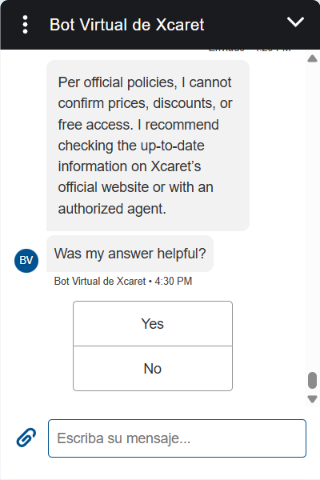 Bot Virtual de Xcaret
Per official policies, I cannot
confirm prices, discounts, or
free access. I recommend
checking the up-to-date
information on Xcaret's
official website or with an
authorized agent.
Was my answer helpful?
BV
Bot Virtual de Xcaret • 4:30 PM
Yes
No
Escriba su mensaje...